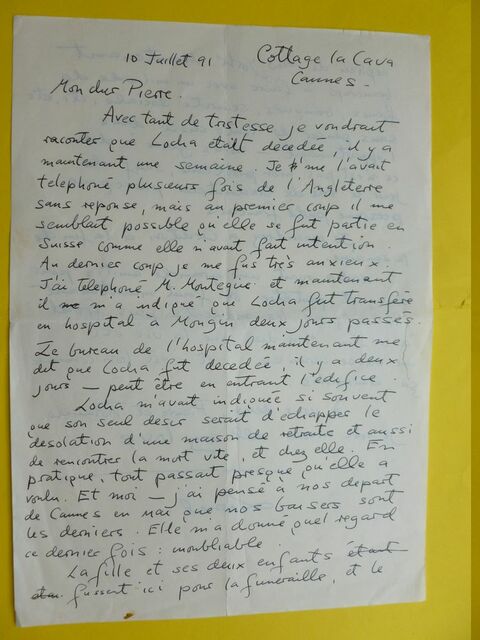 10 Juillet 91 Cottage la Cava
Cannes -
Mon cher Pierre.
Avec tant de tristesse je voudrait
raconter que Locha etait decedée, il y a
maintenant une semaine. Je me l'avait
telephoné plusieurs fois de l'Angleterre
sans reponse, mais au premier coup il me
semblait possible qu'elle se fut partie en
Suisse comme elle n'avait fait intention.
Au dernier coup je me fus très anxieux.
J'ai telephoné M. Montegue et maintenant
il me m'a indiqué que Locha fut transfère
en hospital à Mongin deux jours passés.
Le bureau de l'hospital maintenant me
dit que Locha fut decedée, il y a deux
jours — peut être en entrant l'edifice.
Locha m'avait indiquée si souvent
que son seul desir serait d'echapper le
desolation d'une maison de retraite et aussi
de rencontrer la mort vite, et chez elle. En
pratique, tout passait presque qu'elle a
voulu. Et moi — j'ai pensé à nos depart
de Cannes en mai que nos baisers sont
les derniers. Elle m'a donné quel regard
ce dernier fois : inoubliable.
La fille et ses deux enfants etant
fussent ici pour la funeraille, et le